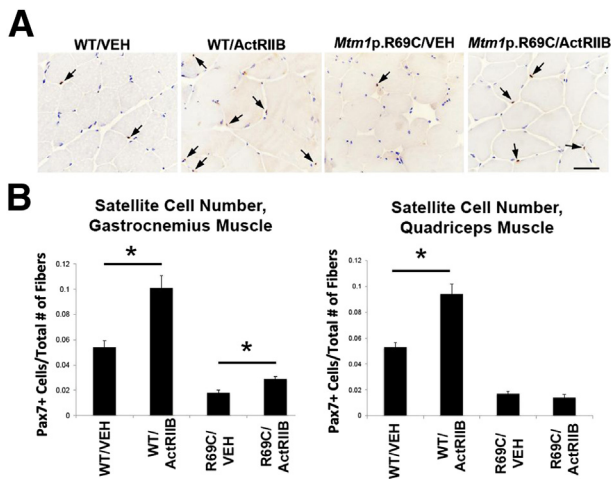 A
WT/VEH WT/ActRIIB Mtm1p.R69C/VEH Mtm1p.R69C/ActRIIB
B
Satellite Cell Number,
Gastrocnemius Muscle
Pax7+ Cells/Total # of Fibers
0.12
0.1
0.08
0.06
0.04
0.02
0
*
*
WT/VEH
WT/
ActRIIB
R69C/
VEH
R69C/
ActRIIB
Satellite Cell Number,
Quadriceps Muscle
Pax7+ Cells/Total # of Fibers
0.12
0.1
0.08
0.06
0.04
0.02
0
*
WT/VEH
WT/
ActRIIB
R69C/
VEH
R69C/
ActRIIB